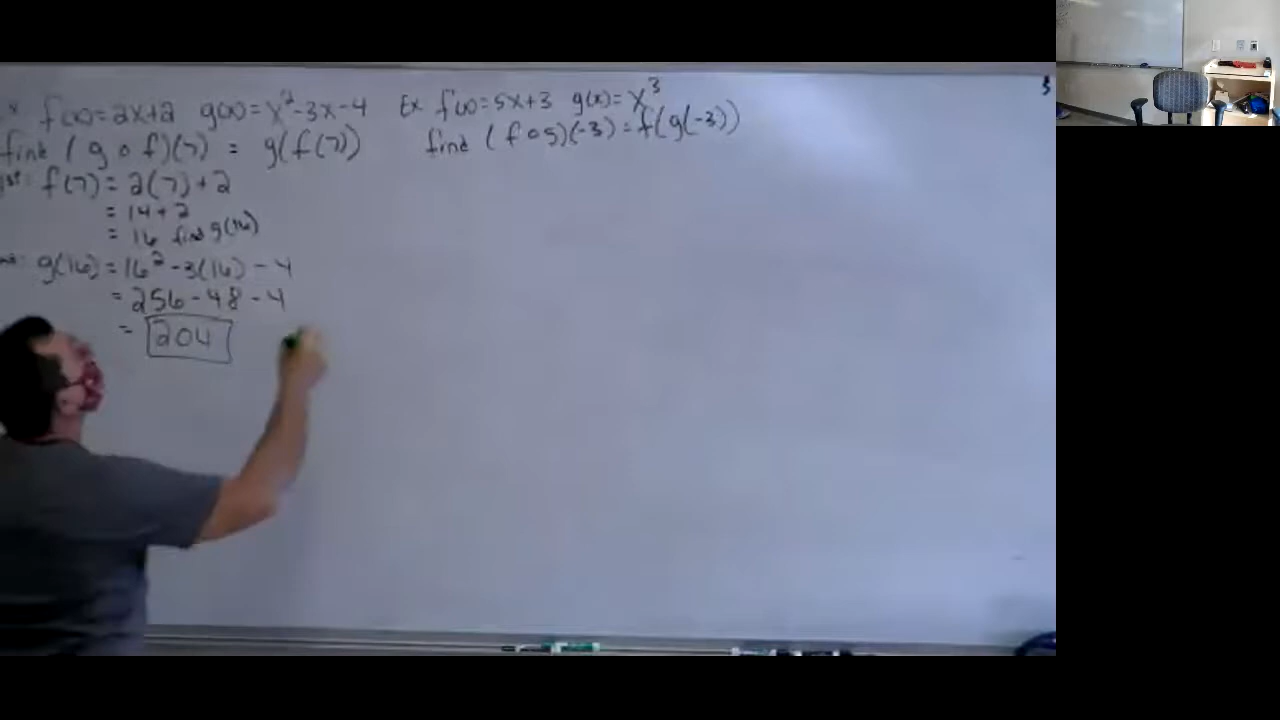 x f(x)=2x+2 g(x)=x²-3x-4
find (g o f)(7) = g(f(7))
1st: f(7) = 2(7)+2
= 14+2
= 16 find g(16)
g(16) = 16² -3(16) - 4
= 256-48-4
= 204
Ex f(x)=5x+3 g(x)=x³
find (f o g)(-3) = f(g(-3))